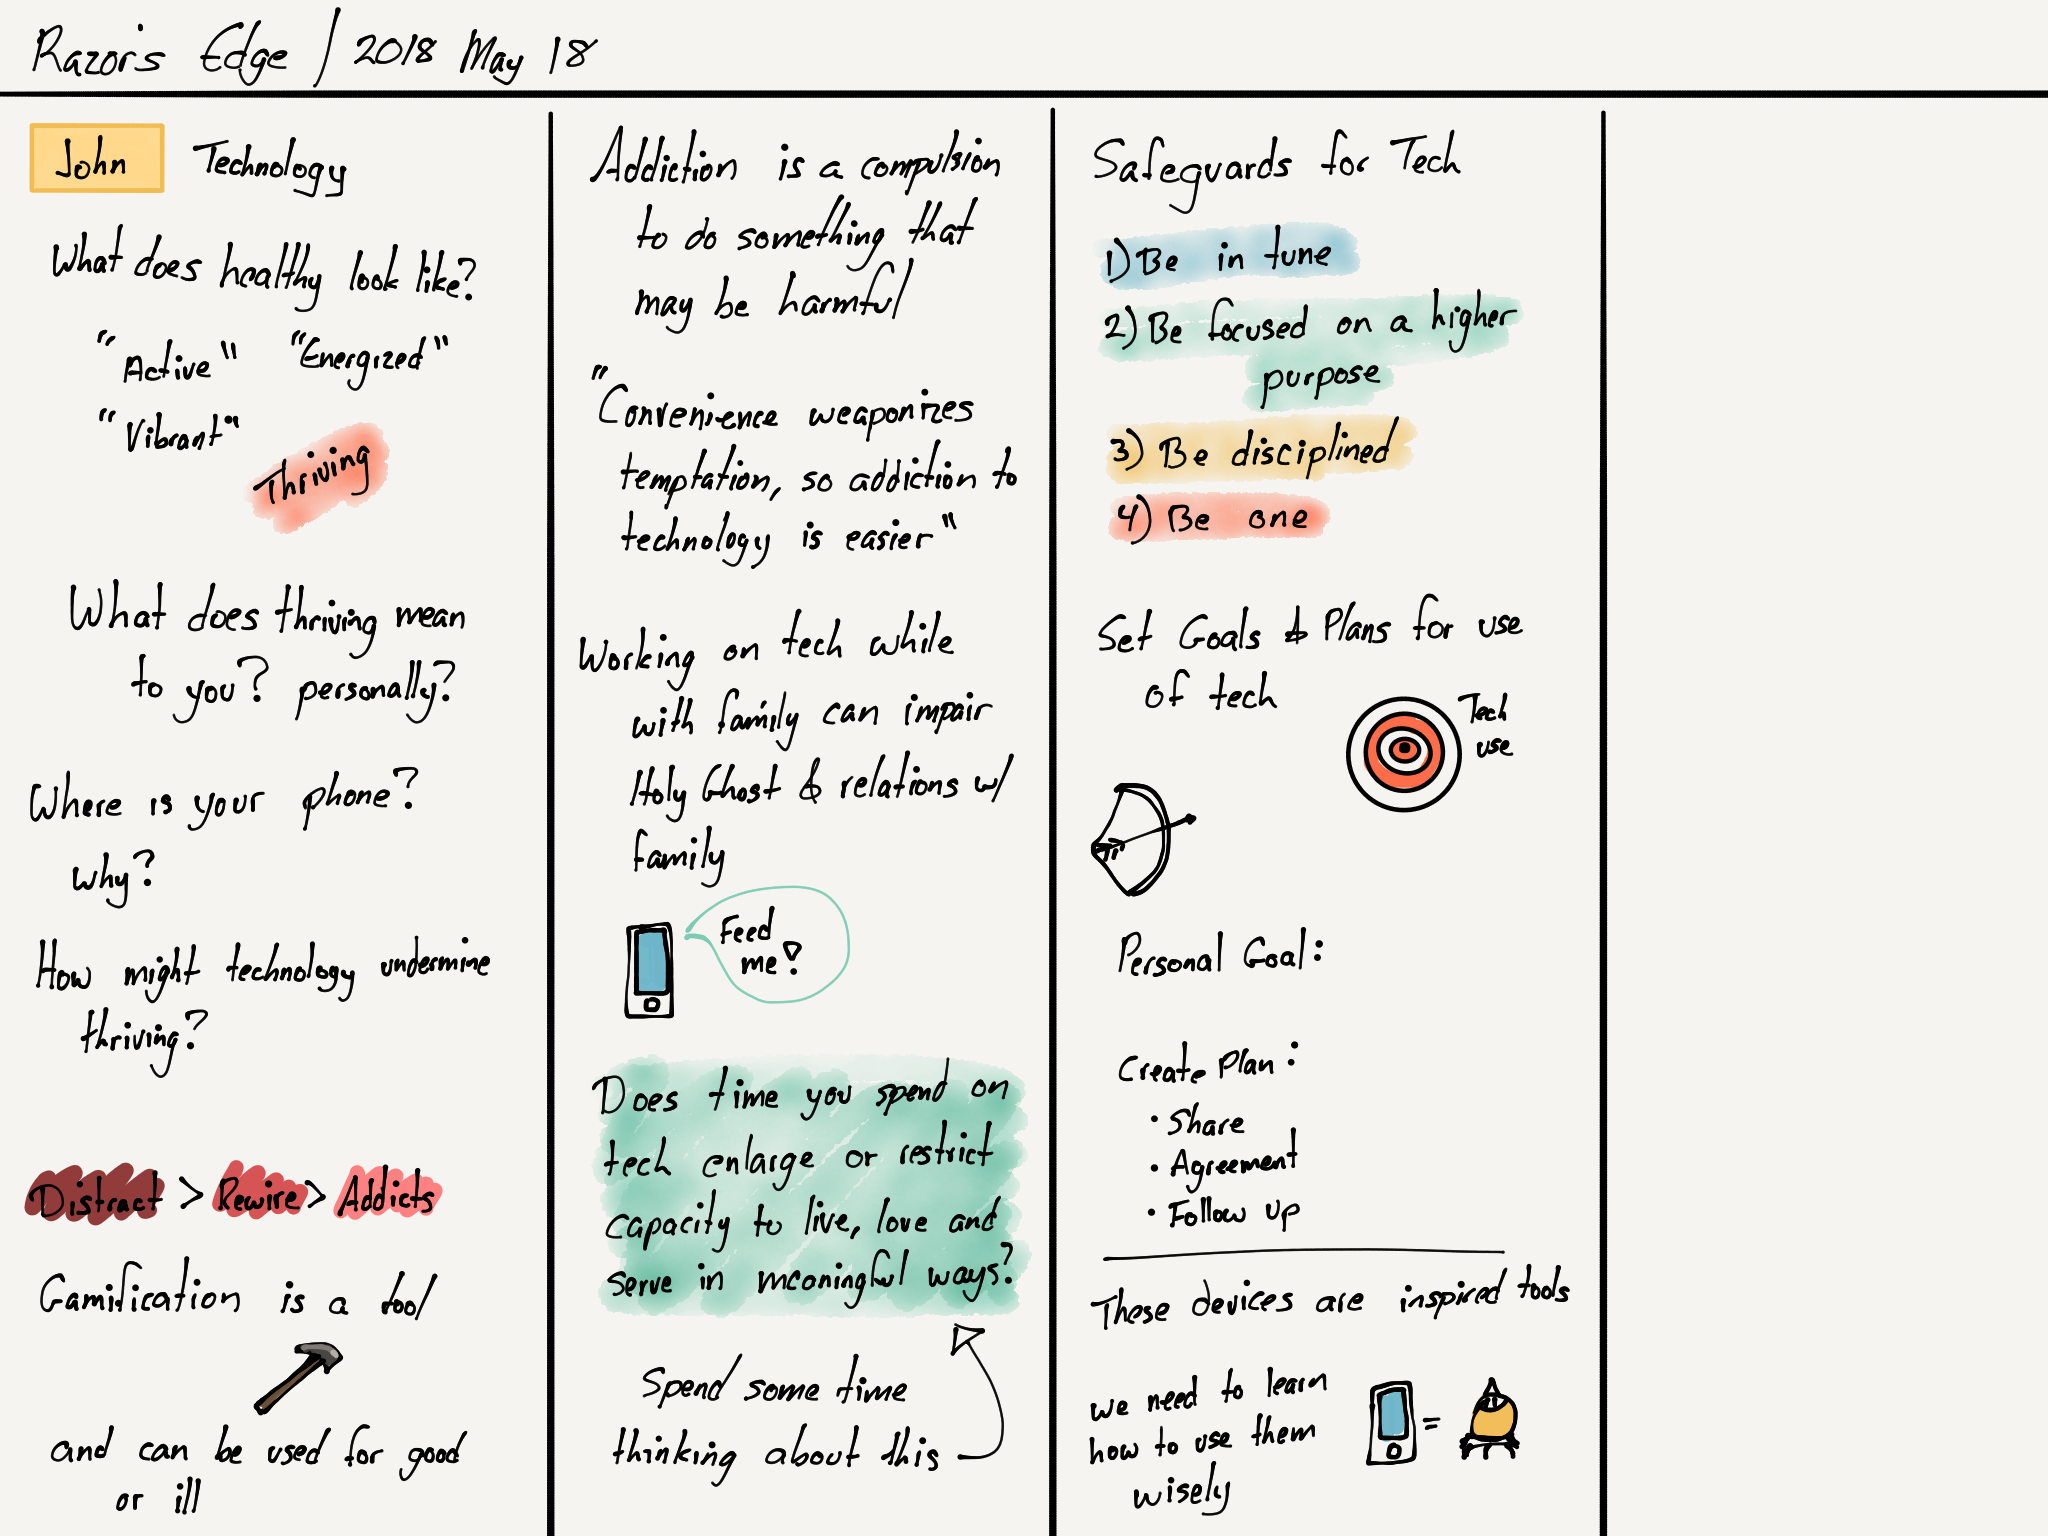 Razor's Edge / 2018 May 18
John
Technology
What does healthy look like?
"Active" "Energized"
"Vibrant"
Thriving
What does thriving mean
to you? personally?
Where is your phone?
why?
How might technology undermine
thriving?
Distract > Rewire > Addicts
Gamification is a tool
and can be used for good
or ill
Addiction is a compulsion
to do something that
may be harmful
"Convenience weaponizes
temptation, so addiction to
technology is easier"
Working on tech while
with family can impair
Holy Ghost & relations w/
family
Feed
me!
Does time you spend on
tech enlarge or restrict
capacity to live, love and
serve in meaningful ways?
Spend some time
thinking about this
Safeguards for Tech
1) Be in tune
2) Be focused on a higher
purpose
3) Be disciplined
4) Be one
Set Goals & Plans for use
of tech
Tech
use
Personal Goal:
Create Plan:
• Share
• Agreement
• Follow up
These devices are inspired tools
we need to learn
how to use them
wisely
=